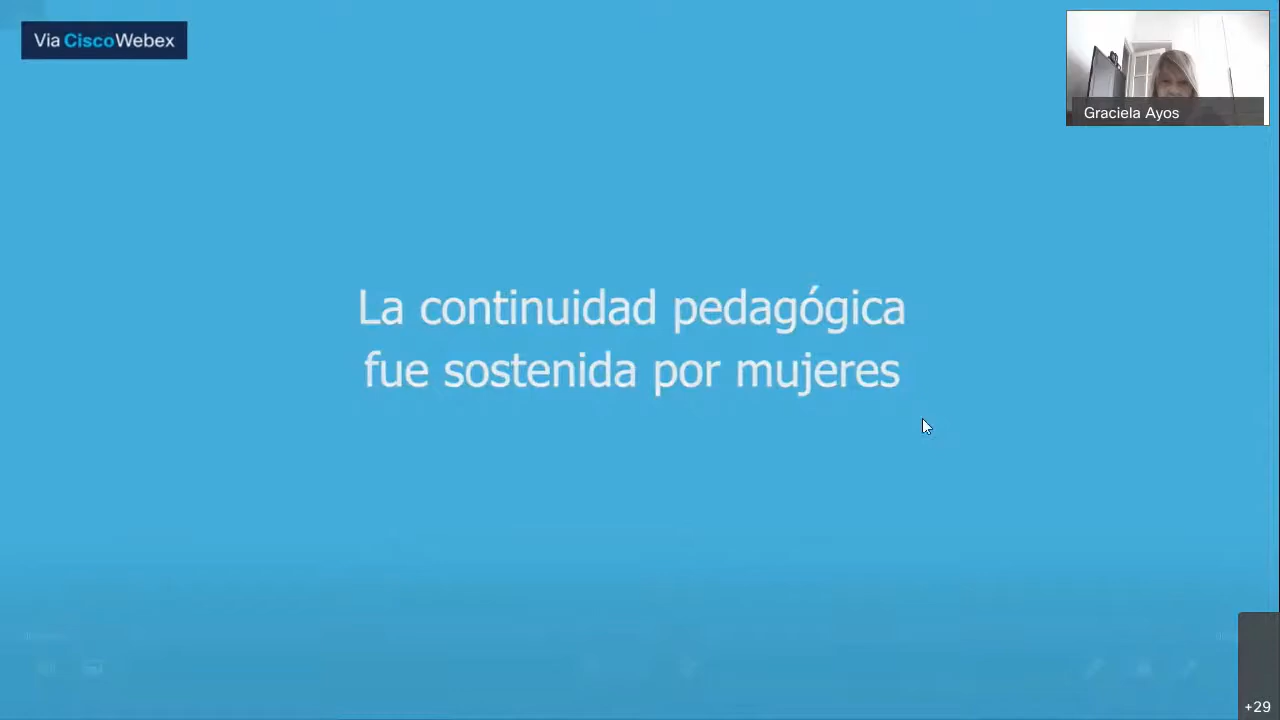 Via CiscoWebex
Graciela Ayos
La continuidad pedagógica
fue sostenida por mujeres
+29